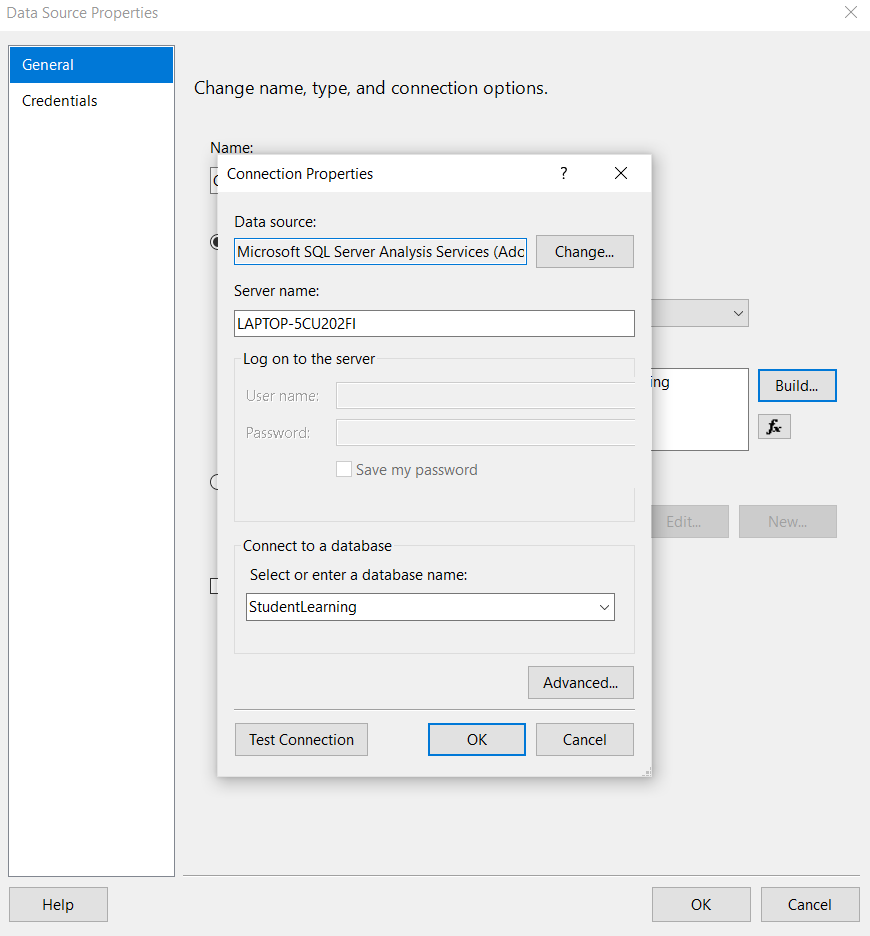 Data Source Properties
General
Credentials
Change name, type, and connection options.
Name:
Connection Properties
?
Data source:
Microsoft SQL Server Analysis Services (Adc
Change...
Server name:
LAPTOP-5CU202FI
Log on to the server
User name:
Password:
Save my password
ing
Build...
fx
Edit...
New...
Connect to a database
Select or enter a database name:
StudentLearning
Advanced...
Test Connection
OK
Cancel
Help
OK
Cancel